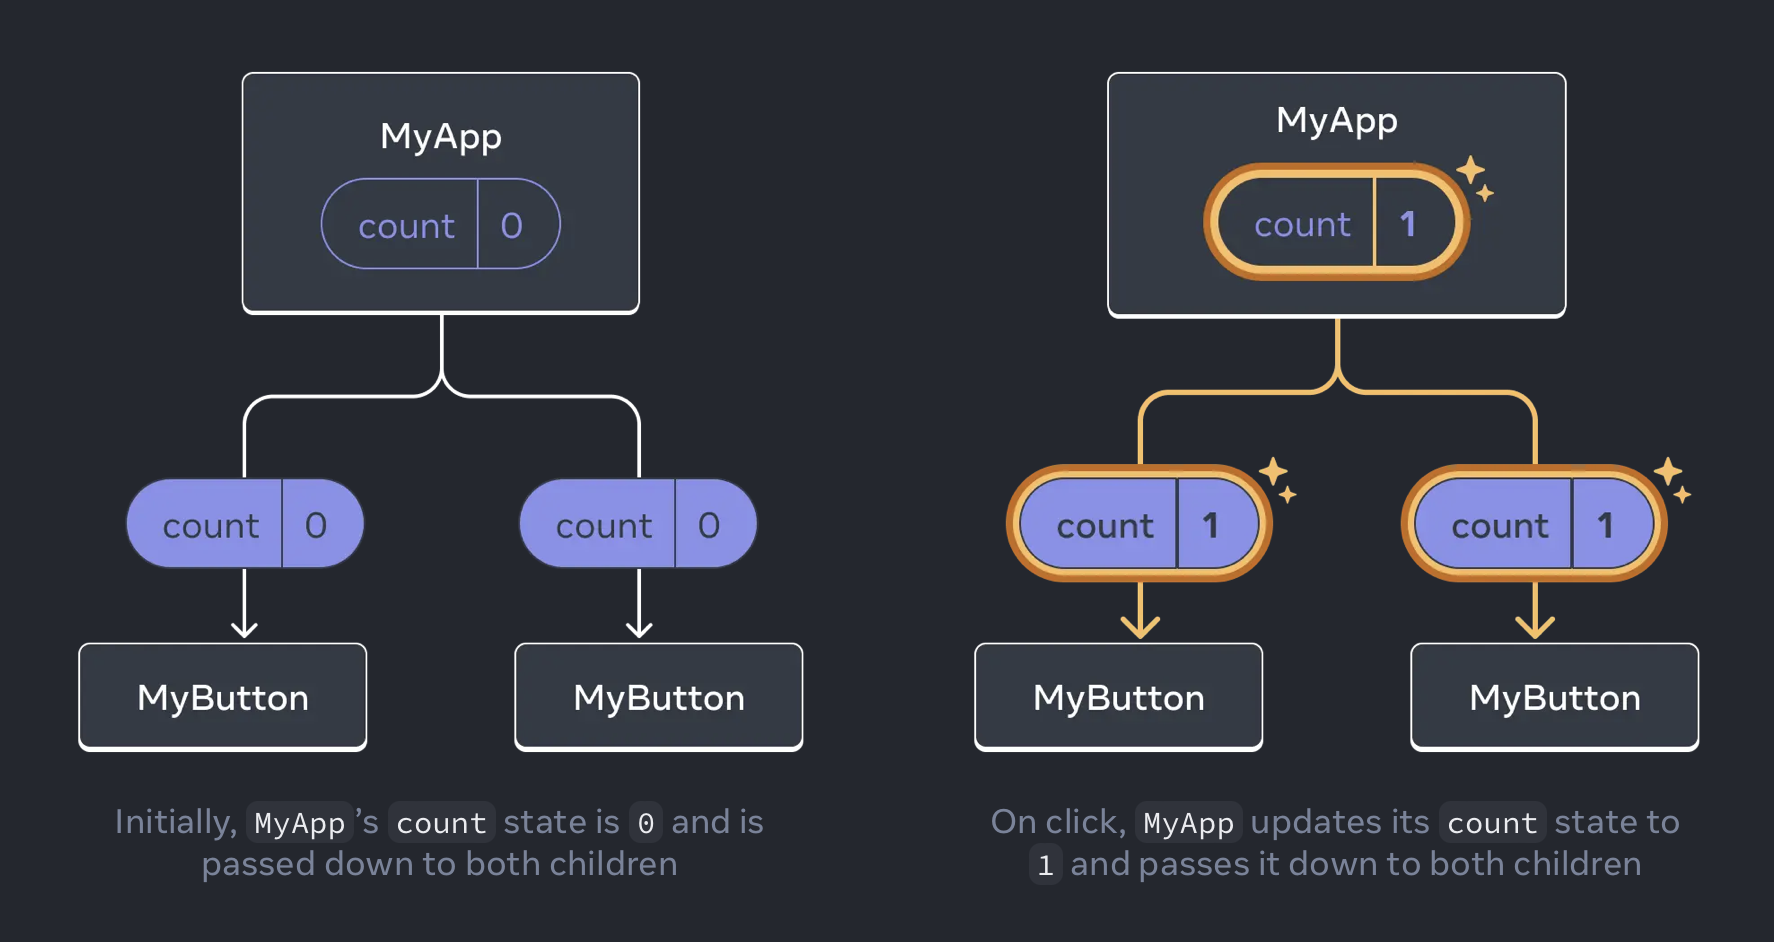 MyApp
count 0
count 0
count 0
MyButton
MyButton
Initially, MyApp’s count state is 0 and is
passed down to both children
MyApp
count 1
count 1
count 1
MyButton
MyButton
On click, MyApp updates its count state to
1 and passes it down to both children